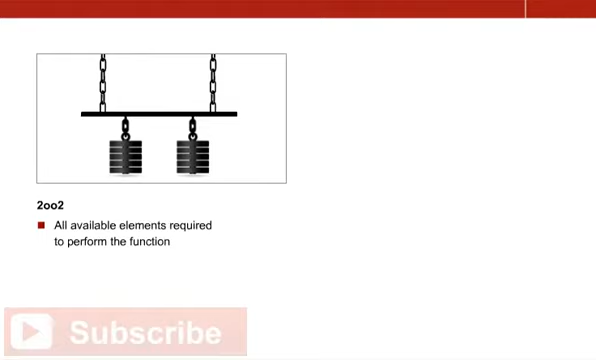 2oo2
All available elements required
to perform the function
Subscribe